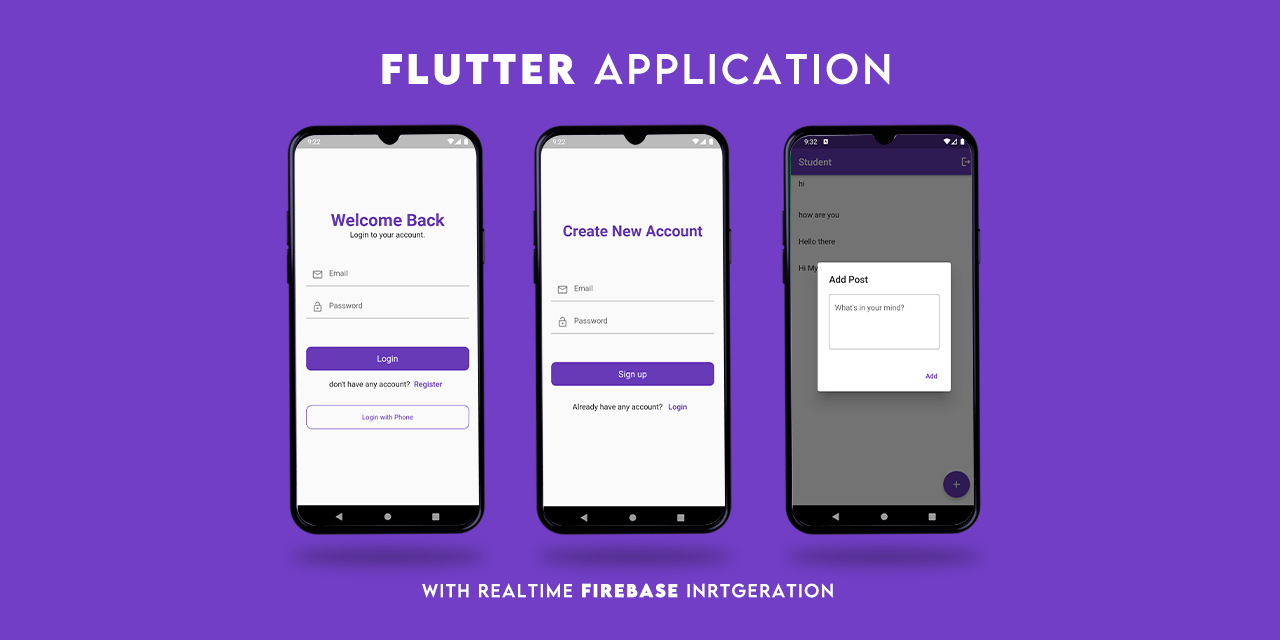 FLUTTER APPLICATION
9:22
Welcome Back
Login to your account.
Email
Password
Login
don't have any account? Register
Login with Phone
9:22
Create New Account
Email
Password
Sign up
Already have any account? Login
9:32
Student
hi
how are you
Hello there
Hi My
Add Post
What's in your mind?
Add
WITH REALTIME FIREBASE INRTGERATION